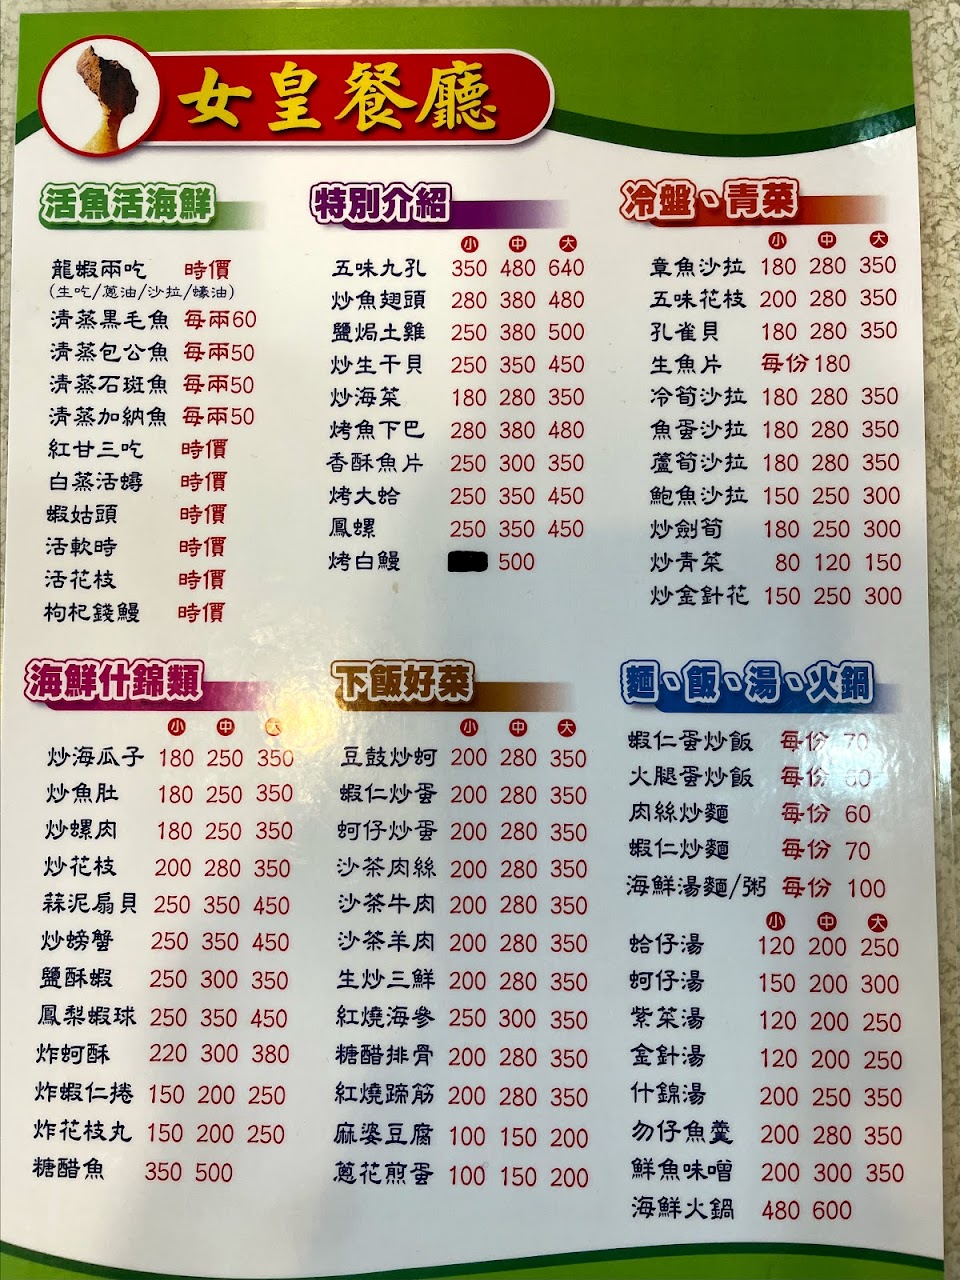 女皇餐廳
活魚活海鮮
龍蝦兩吃 時價
(生吃/蔥油/沙拉/蠔油)
清蒸黑毛魚 每兩60
清蒸包公魚 每兩50
清蒸石斑魚 每兩50
清蒸加納魚 每兩50
紅甘三吃 時價
白蒸活蟳 時價
蝦姑頭 時價
活軟時 時價
活花枝 時價
枸杞錢鰻 時價
特別介紹
小 中 大
五味九孔 350 480 640
炒魚翅頭 280 380 480
鹽焗土雞 250 380 500
炒生干貝 250 350 450
炒海菜 180 280 350
烤魚下巴 280 380 480
香酥魚片 250 300 350
烤大蛤 250 350 450
鳳螺 250 350 450
烤白鰻 500
冷盤、青菜
小 中 大
章魚沙拉 180 280 350
五味花枝 200 280 350
孔雀貝 180 280 350
生魚片 每份180
冷筍沙拉 180 280 350
魚蛋沙拉 180 280 350
蘆筍沙拉 180 280 350
鮑魚沙拉 150 250 300
炒劍筍 180 250 300
炒青菜 80 120 150
炒金針花 150 250 300
海鮮什錦類
小 中 大
炒海瓜子 180 250 350
炒魚肚 180 250 350
炒螺肉 180 250 350
炒花枝 200 280 350
蒜泥扇貝 250 350 450
炒螃蟹 250 350 450
鹽酥蝦 250 300 350
鳳梨蝦球 250 350 450
炸蚵酥 220 300 380
炸蝦仁捲 150 200 250
炸花枝丸 150 200 250
糖醋魚 350 500
下飯好菜
小 中 大
豆鼓炒蚵 200 280 350
蝦仁炒蛋 200 280 350
蚵仔炒蛋 200 280 350
沙茶肉絲 200 280 350
沙茶牛肉 200 280 350
沙茶羊肉 200 280 350
生炒三鮮 200 280 350
紅燒海參 250 300 350
糖醋排骨 200 280 350
紅燒蹄筋 200 280 350
麻婆豆腐 100 150 200
蔥花煎蛋 100 150 200
麵、飯、湯、火鍋
蝦仁蛋炒飯 每份 70
火腿蛋炒飯 每份 60
肉絲炒麵 每份 60
蝦仁炒麵 每份 70
海鮮湯麵/粥 每份 100
小 中 大
蛤仔湯 120 200 250
蚵仔湯 150 200 300
紫菜湯 120 200 250
金針湯 120 200 250
什錦湯 200 250 350
勿仔魚羹 200 280 350
鮮魚味噌 200 300 350
海鮮火鍋 480 600